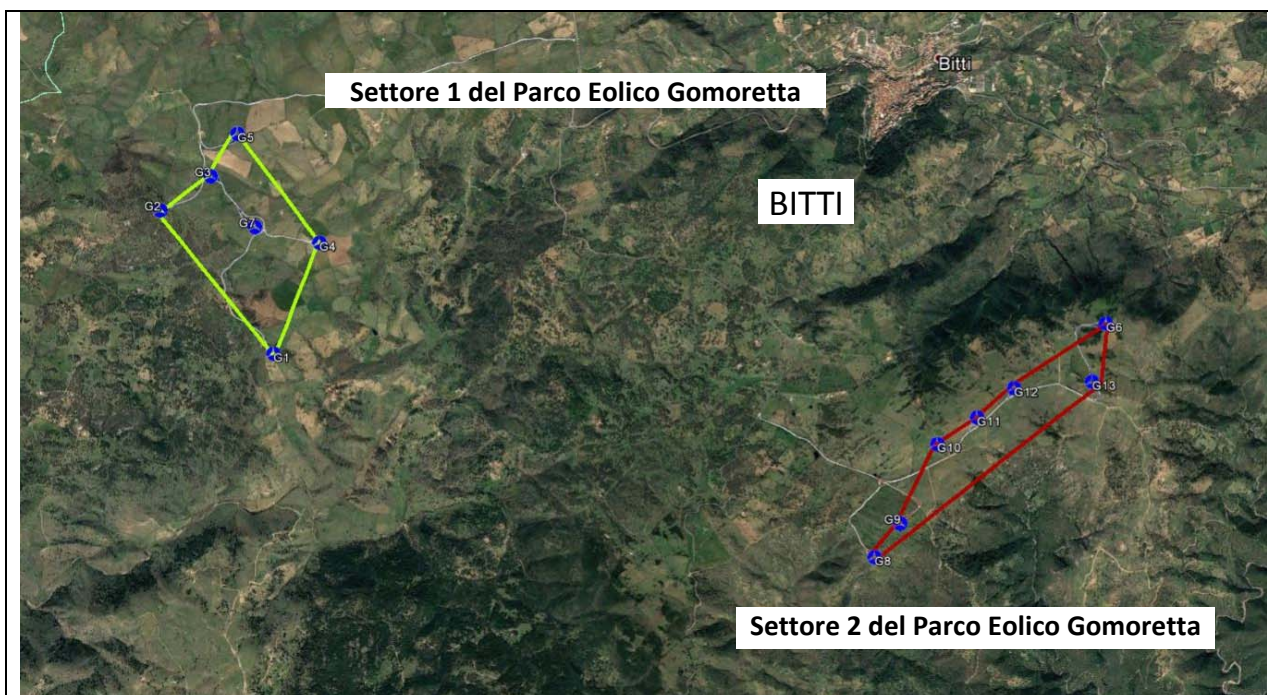 Bitti
Settore 1 del Parco Eolico Gomoretta
G5
G3
BITTI
G2
G7
G4
G6
G1
G13
G12
G11
G10
G9
G8
Settore 2 del Parco Eolico Gomoretta